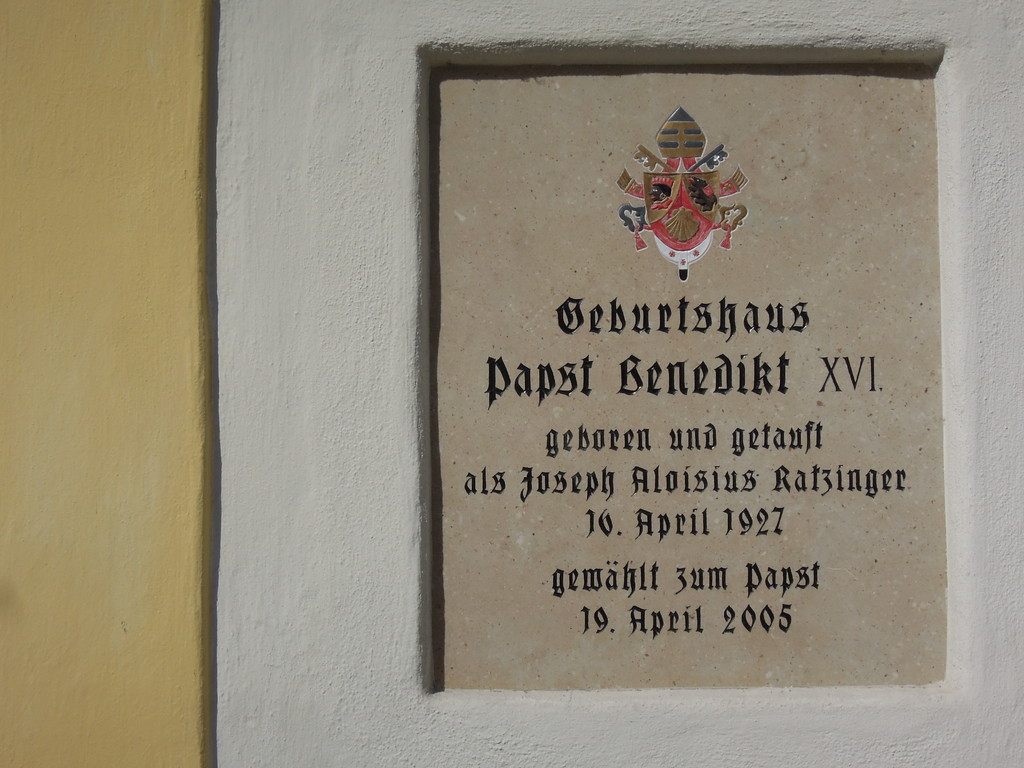 Geburtshaus
Papst Benedikt XVI.
geboren und getauft
als Joseph Aloisius Ratzinger
16. April 1927
gewählt zum Papst
19. April 2005